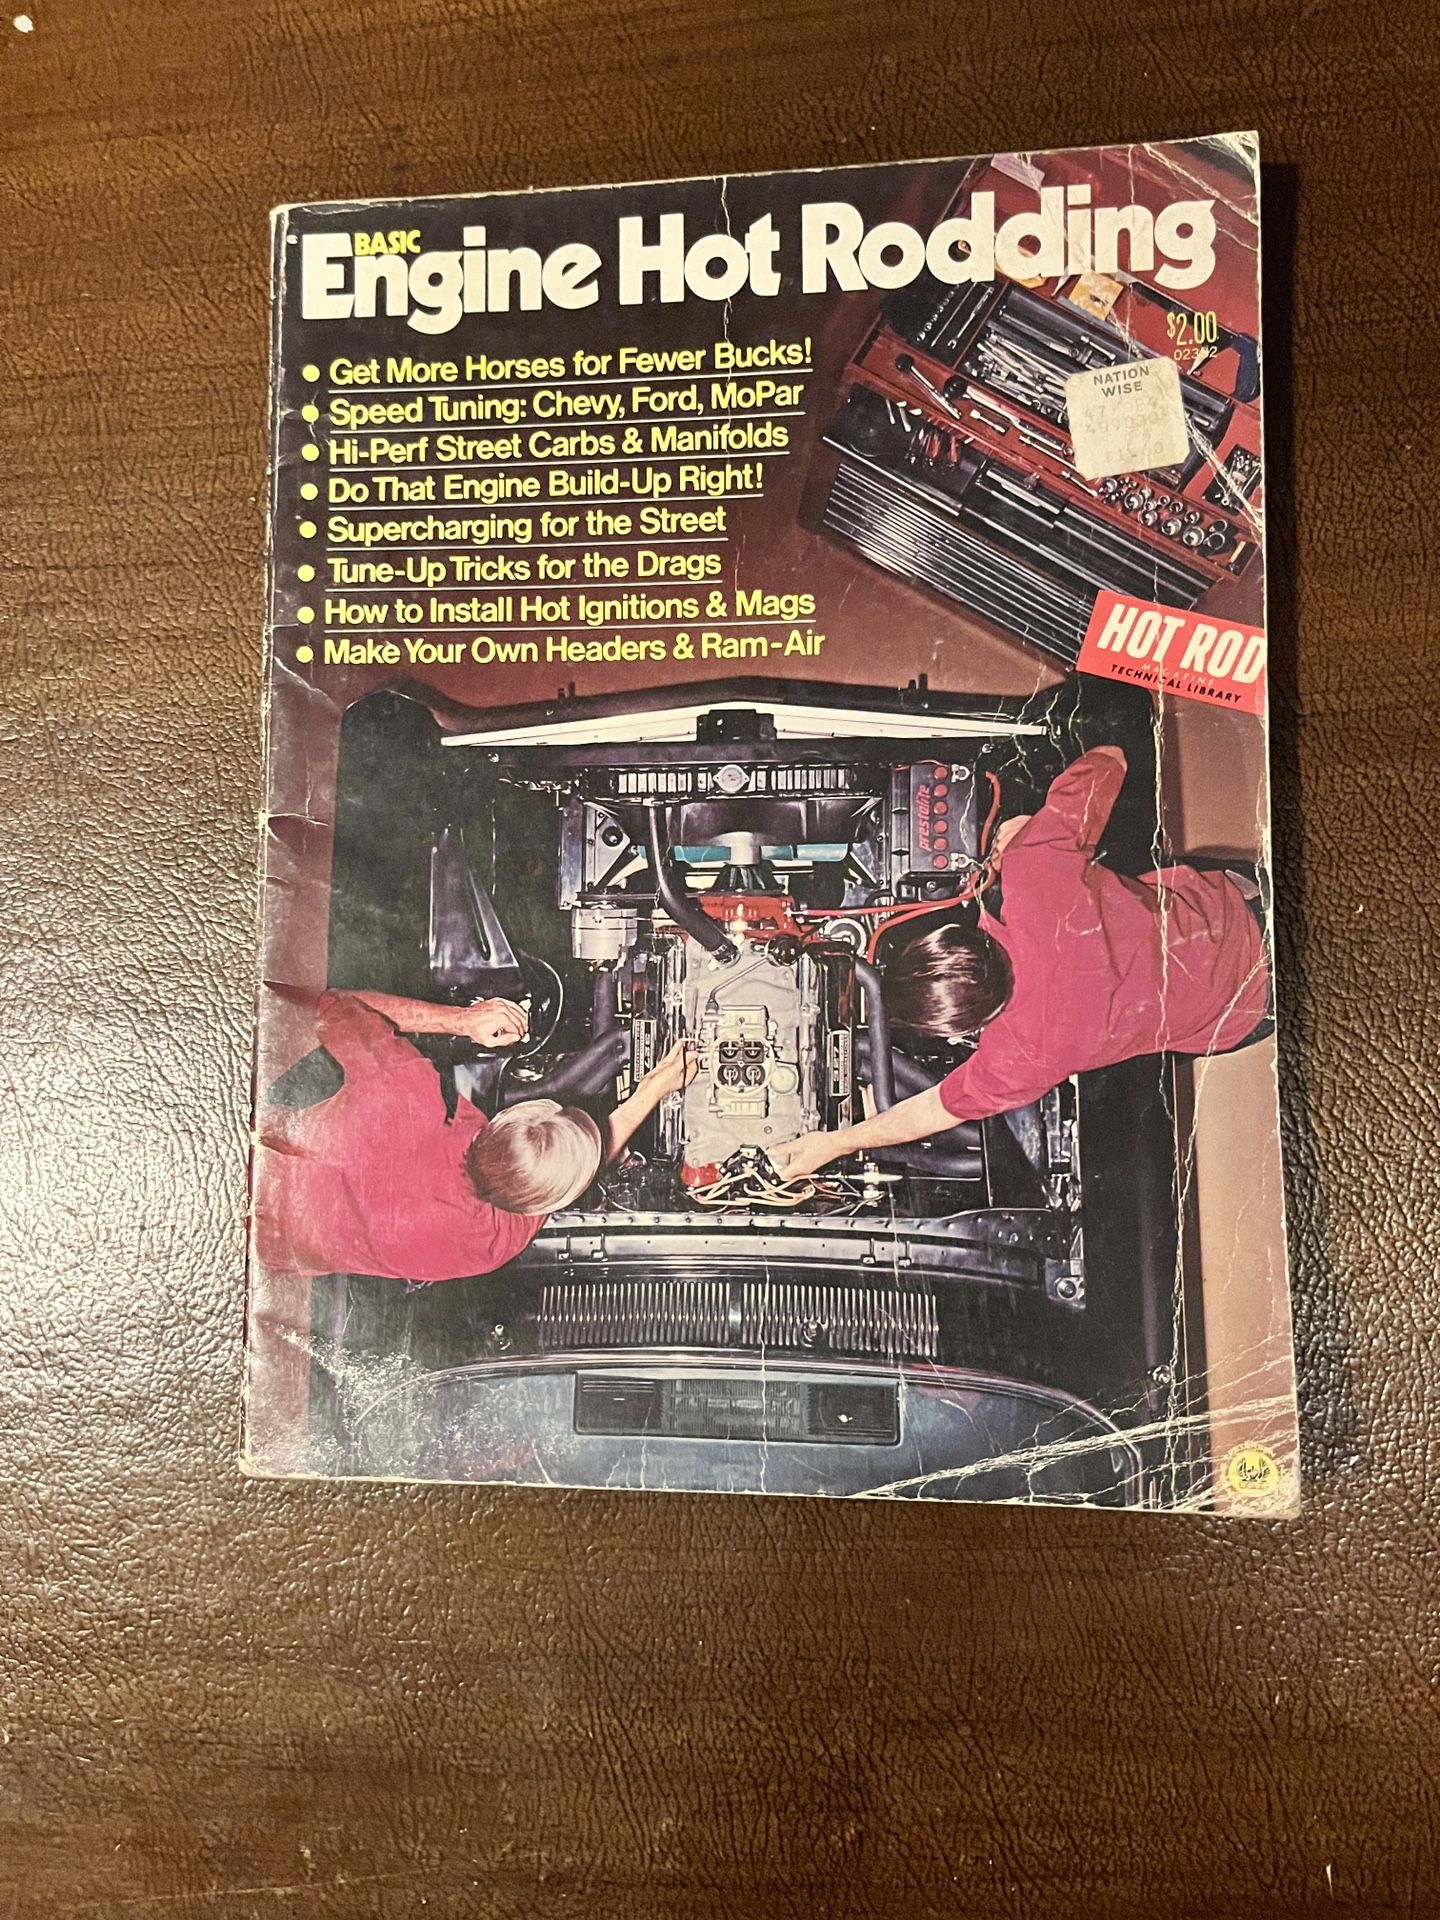 BASIC
Engine Hot Rodding
• Get More Horses for Fewer Bucks!
• Speed Tuning: Chevy, Ford, MoPar
• Hi-Perf Street Carbs & Manifolds
• Do That Engine Build-Up Right!
• Supercharging for the Street
• Tune-Up Tricks for the Drags
• How to Install Hot Ignitions & Mags
• Make Your Own Headers & Ram-Air
$2.00
NATION
WISE
HOT ROD
MAGAZINE
TECHNICAL LIBRARY
prestolite